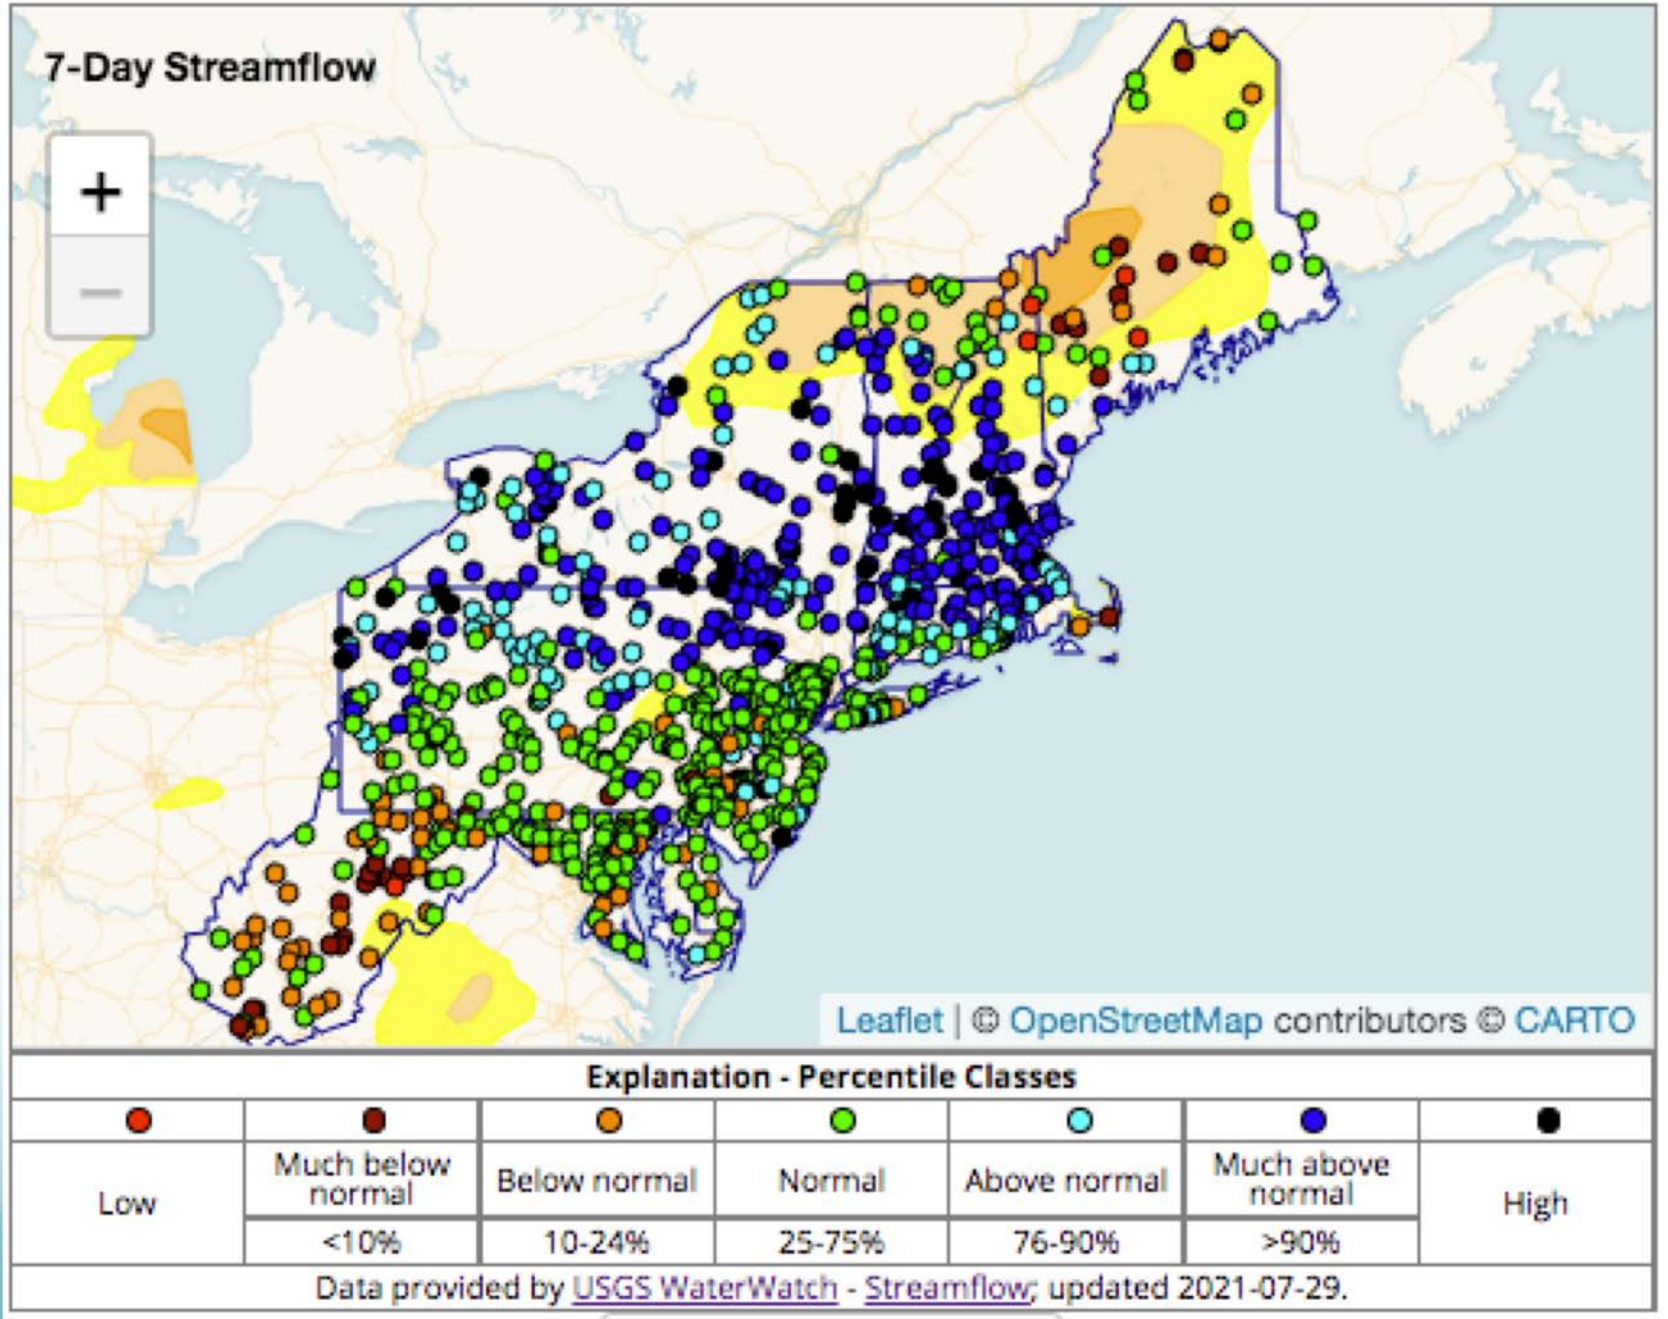 7-Day Streamflow
+
−
Leaflet | © OpenStreetMap contributors © CARTO
Explanation - Percentile Classes
Low
Much below normal
<10%
Below normal
10-24%
Normal
25-75%
Above normal
76-90%
Much above normal
>90%
High
Data provided by USGS WaterWatch - Streamflow; updated 2021-07-29.